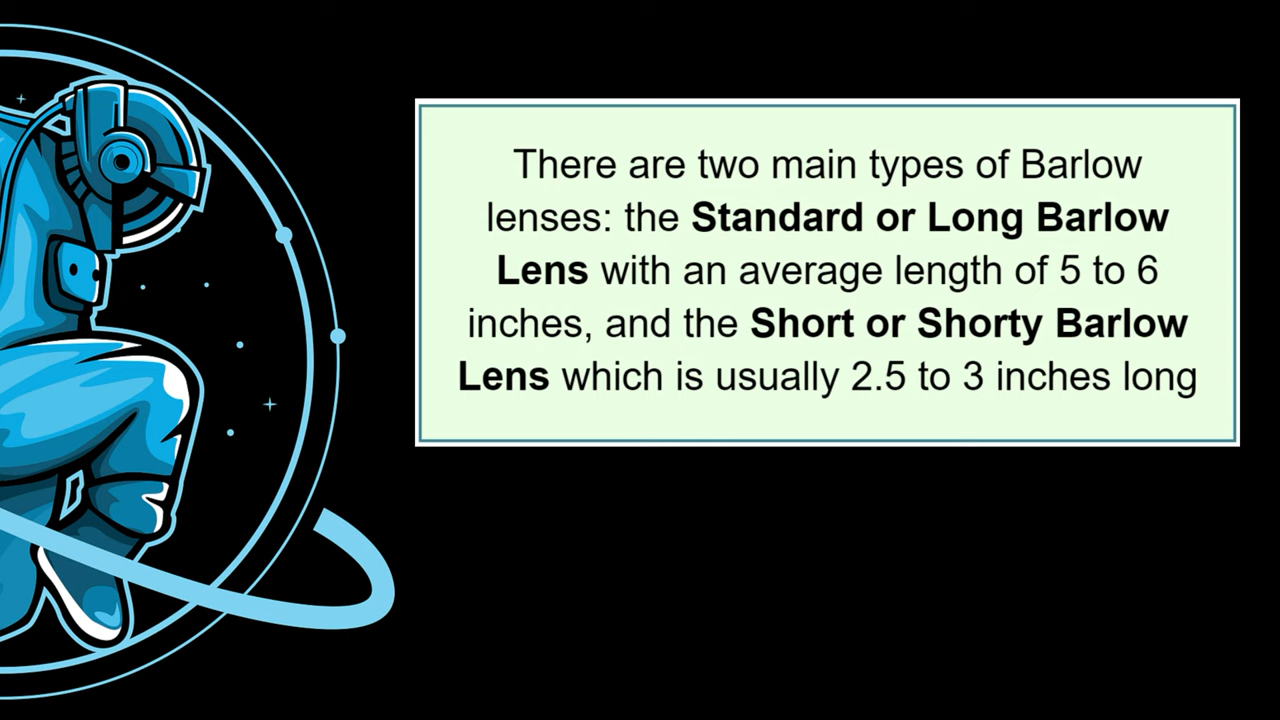 There are two main types of Barlow
lenses: the Standard or Long Barlow
Lens with an average length of 5 to 6
inches, and the Short or Shorty Barlow
Lens which is usually 2.5 to 3 inches long